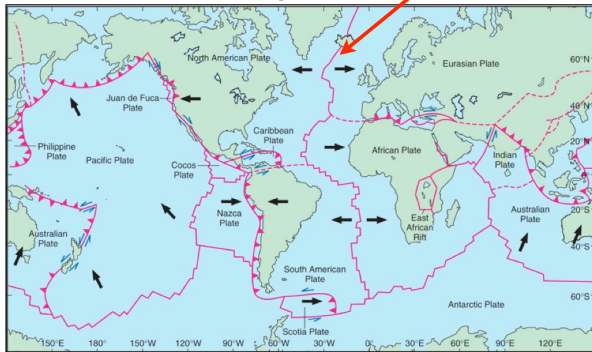 North American Plate
Eurasian Plate
60°N
Juan de Fuca
Plate
40°N
Caribbean
Plate
Philippine
Plate
Pacific Plate
Cocos
Plate
African Plate
Indian
Plate
20°N
0°
Nazca
Plate
East
African
Rift
Australian
Plate
Australian
Plate
20°S
40°S
South American
Plate
Antarctic Plate
60°S
Scotia Plate
150°E
180°
150°W
120°W
90°W
60°W
30°W
0°
30°E
60°E
90°E
120°E